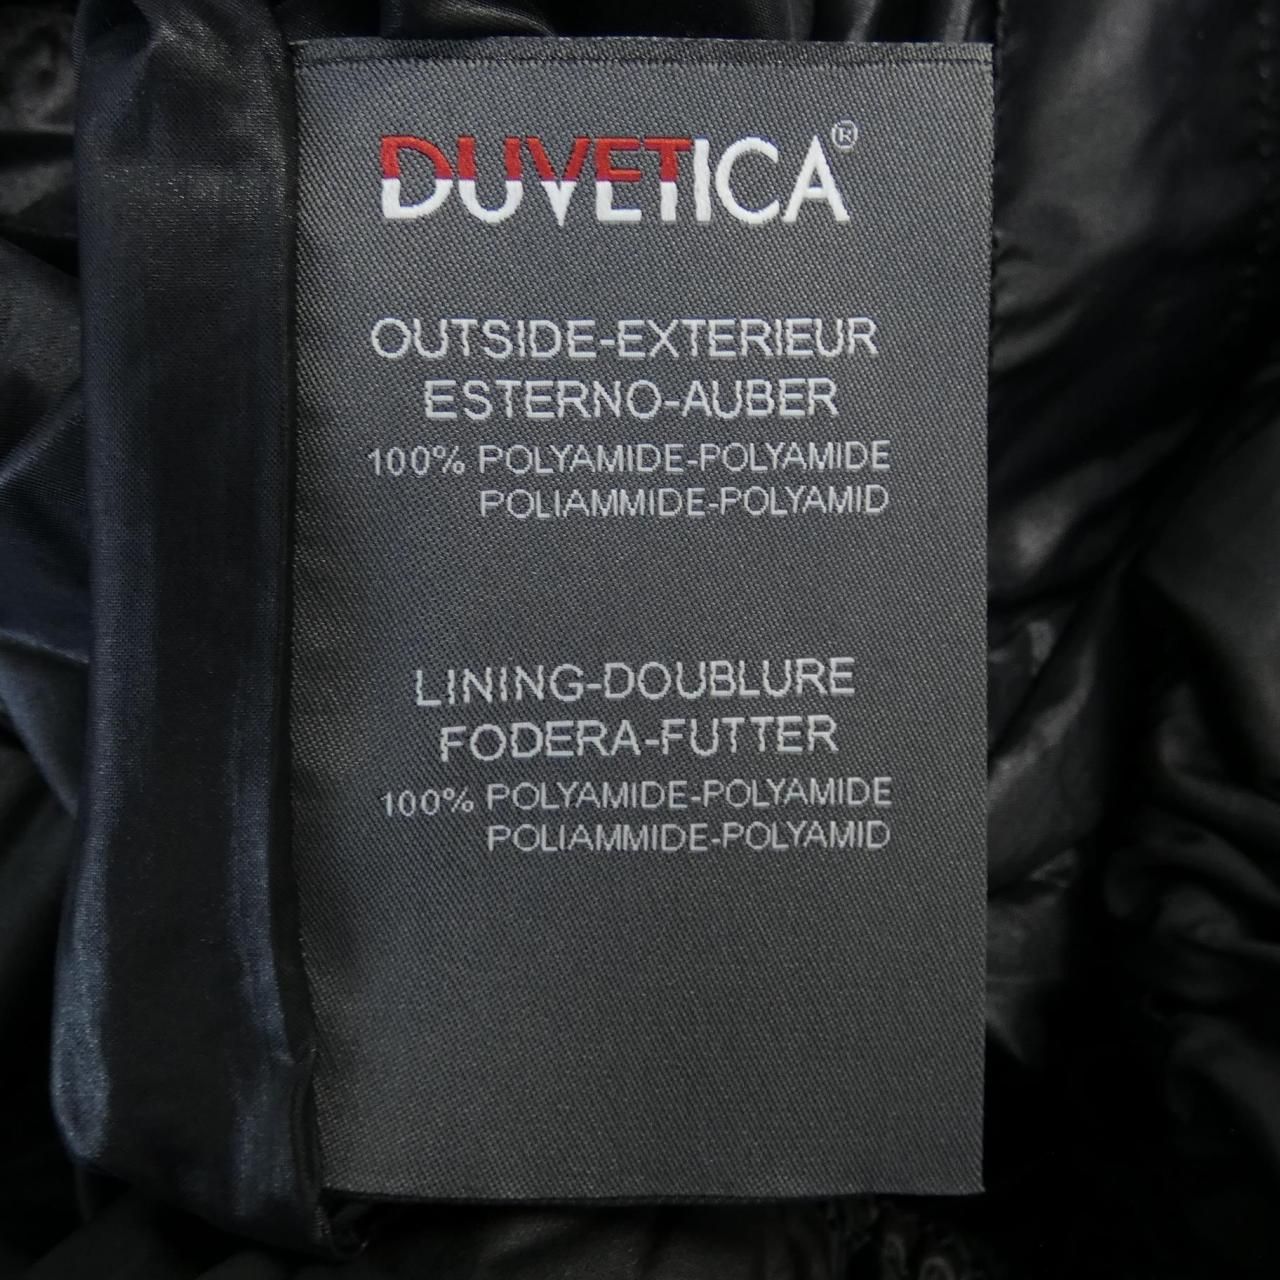 DUVETICA®
OUTSIDE-EXTERIEUR
ESTERNO-AUBER
100% POLYAMIDE-POLYAMIDE
POLIAMMIDE-POLYAMID
LINING-DOUBLURE
FODERA-FUTTER
100% POLYAMIDE-POLYAMIDE
POLIAMMIDE-POLYAMID